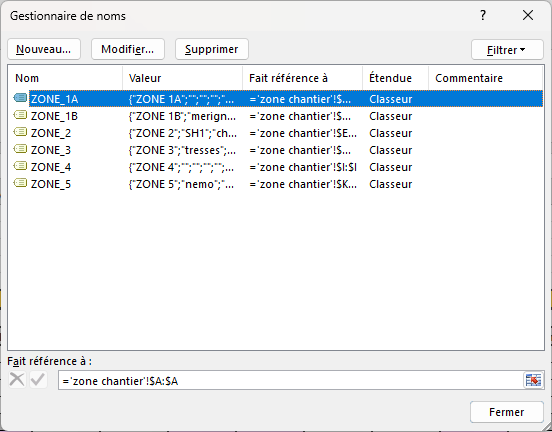 Gestionnaire de noms ? ×
Nouveau... Modifier... Supprimer Filtrer
Nom Valeur Fait référence à Étendue Commentaire
ZONE_1A {"ZONE 1A";"";"";"";"... ='zone chantier'!$... Classeur
ZONE_1B {"ZONE 1B";"merign... ='zone chantier'!$... Classeur
ZONE_2 {"ZONE 2";"SH1";"ch... ='zone chantier'!$E... Classeur
ZONE_3 {"ZONE 3";"tresses";... ='zone chantier'!$... Classeur
ZONE_4 {"ZONE 4";"";"";"";"";... ='zone chantier'!$I:$I Classeur
ZONE_5 {"ZONE 5";"nemo";"... ='zone chantier'!$K... Classeur
Fait référence à :
='zone chantier'!$A:$A
Fermer